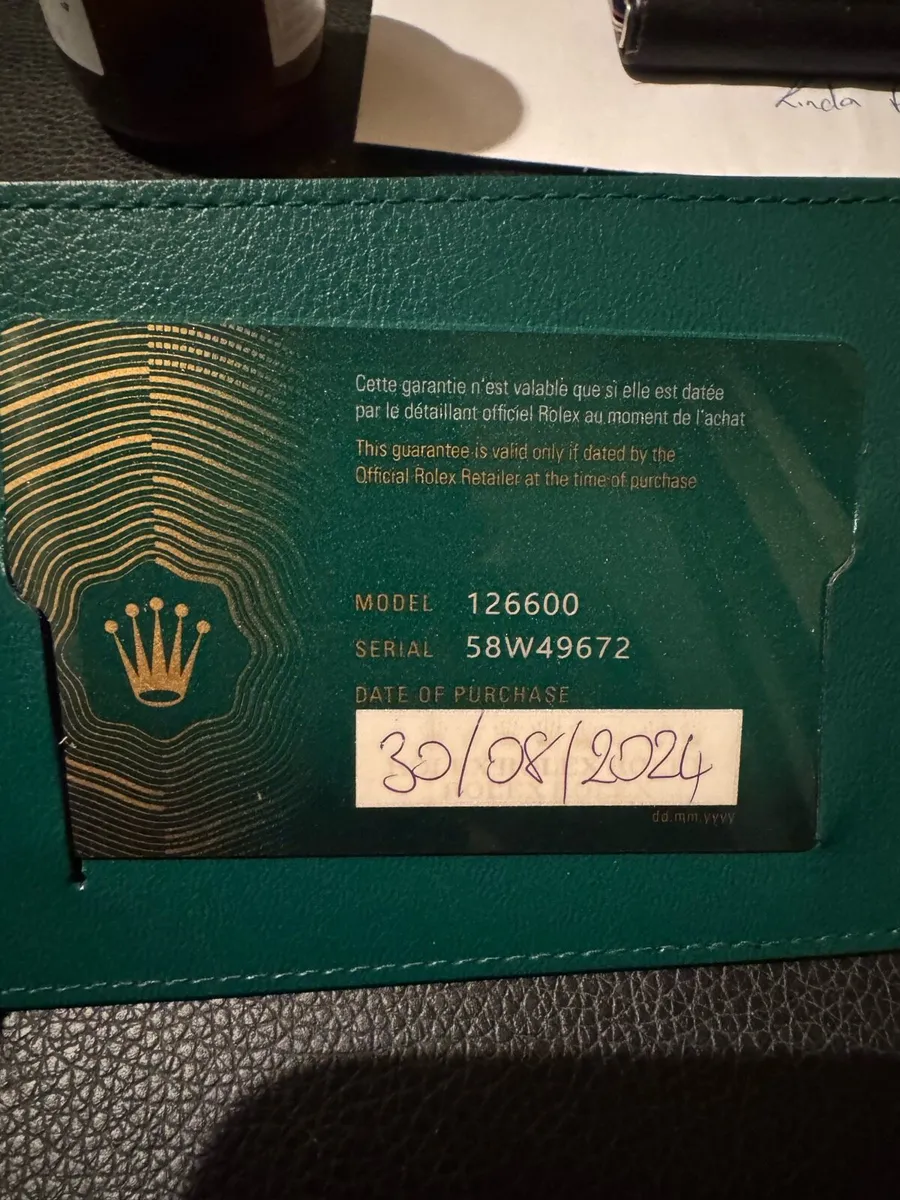 Kinda
Cette garantie n'est valable que si elle est datée
par le détaillant officiel Rolex au moment de l'achat
This guarantee is valid only if dated by the
Official Rolex Retailer at the time of purchase
MODEL 126600
SERIAL 58W49672
DATE OF PURCHASE
30/08/2024
dd.mm.yyyy